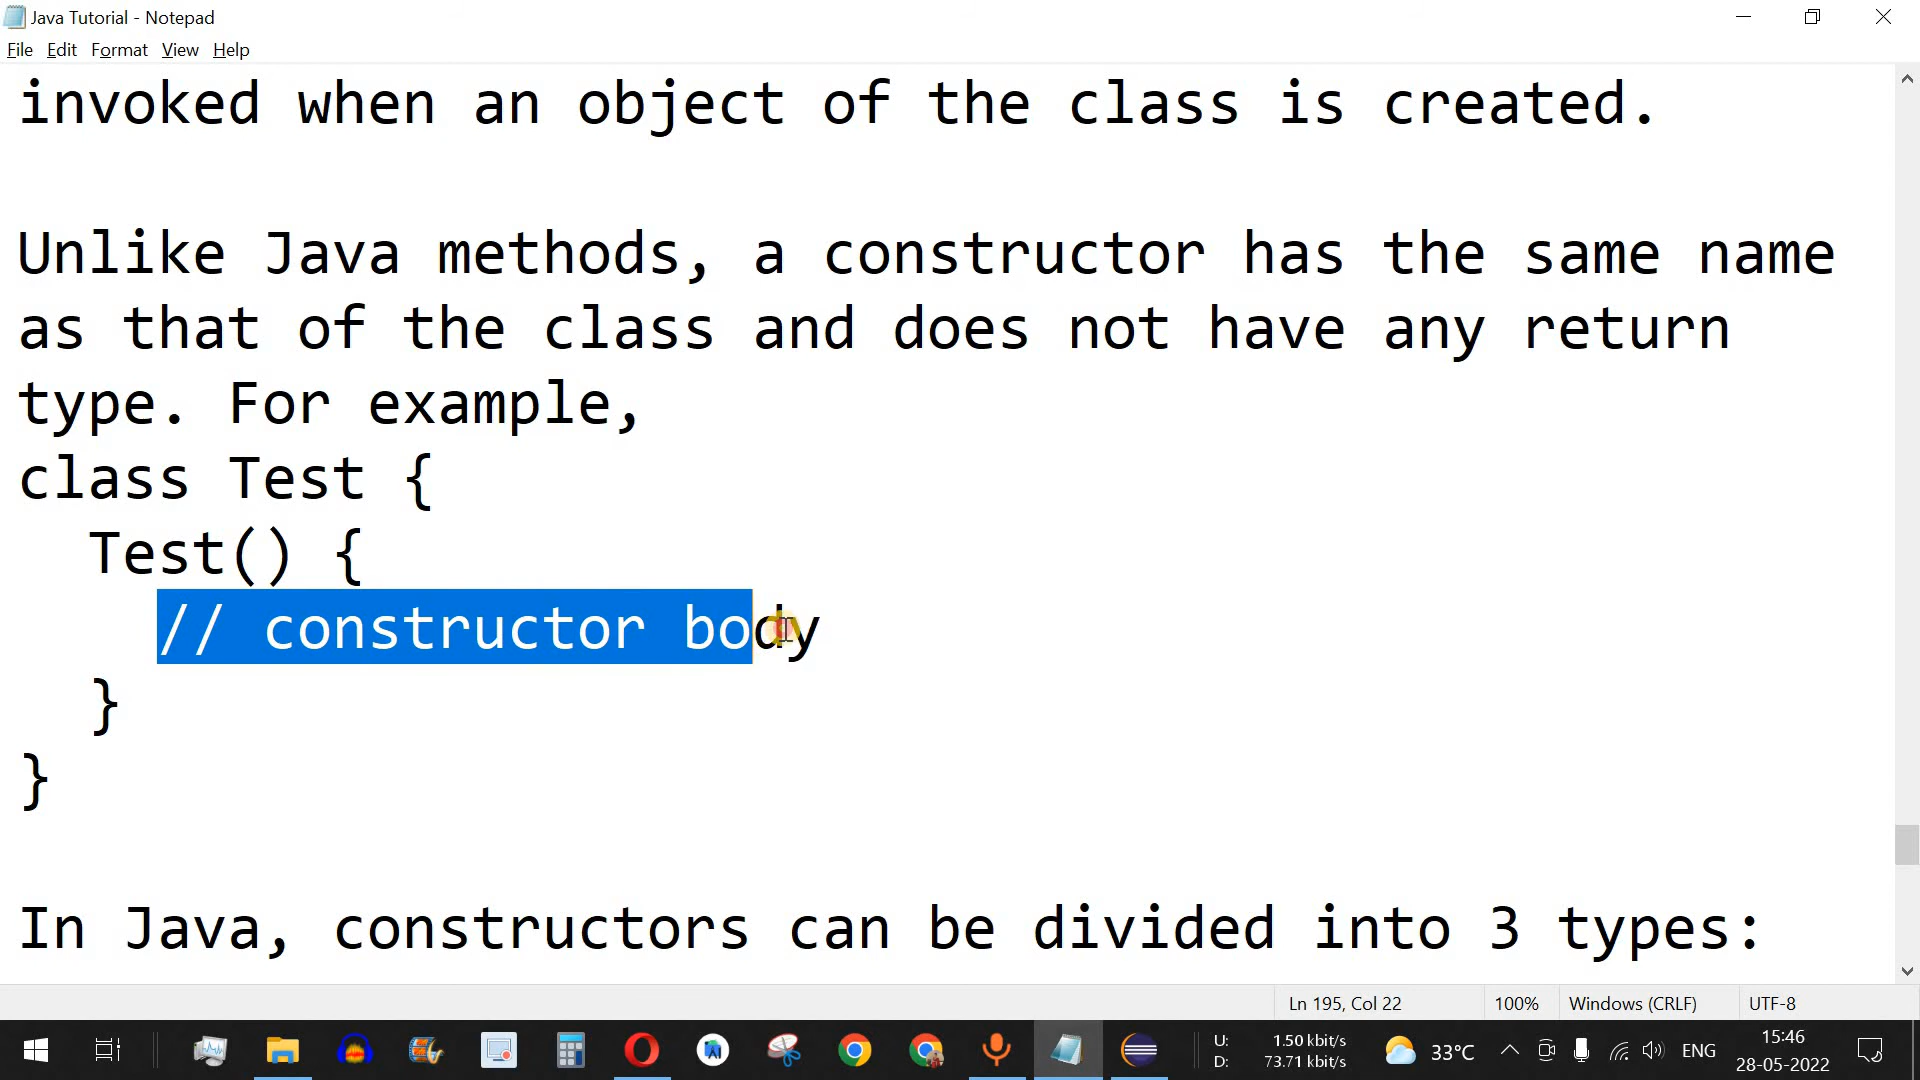 Java Tutorial - Notepad
File Edit Format View Help
invoked when an object of the class is created.
Unlike Java methods, a constructor has the same name
as that of the class and does not have any return
type. For example,
class Test {
Test() {
// constructor body
}
}
In Java, constructors can be divided into 3 types:
Ln 195, Col 22 100% Windows (CRLF) UTF-8
U: 1.50 kbit/s
D: 73.71 kbit/s
33°C
ENG
15:46
28-05-2022